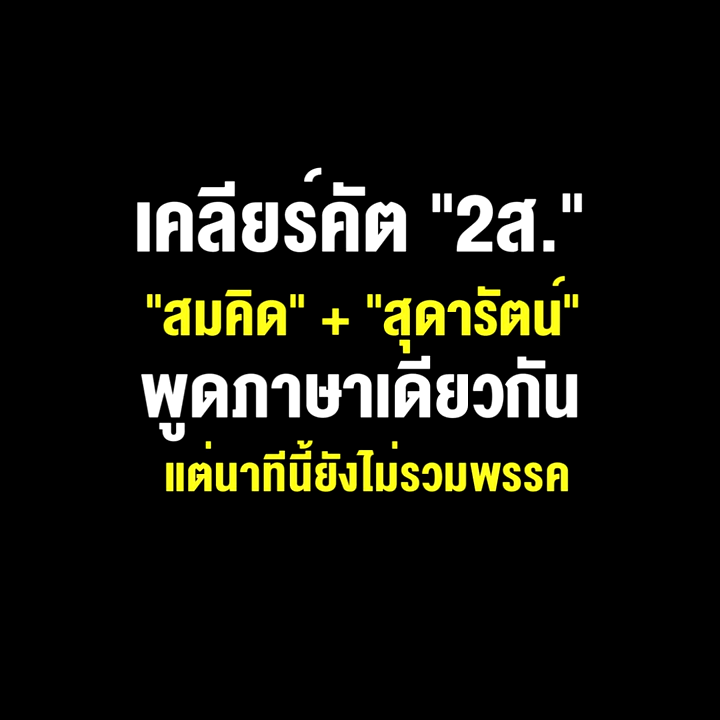 เคลียร์คัต "2ส."
"สมคิด" + "สุดารัตน์"
พูดภาษาเดียวกัน
แต่นาทีนี้ยังไม่รวมพรรค